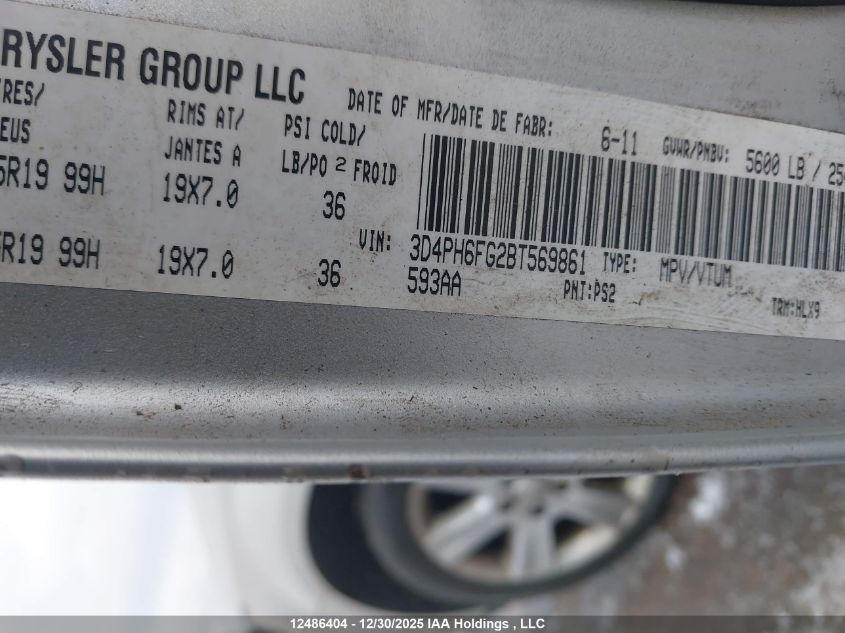 RYSLER GROUP LLC
DATE OF MFR/DATE DE FABR: 6-11 GVWR/PNBV: 5600 LB / 25
RES/ RIMS AT/ PSI COLD/
EUS JANTES A LB/PO 2 FROID
5R19 99H 19X7.0 36
VIN: 3D4PH6FG2BT569861 TYPE: MPV/VTUM
R19 99H 19X7.0 36 593AA PNT:PS2 TRM:HLX9
12486404 - 12/30/2025 IAA Holdings , LLC